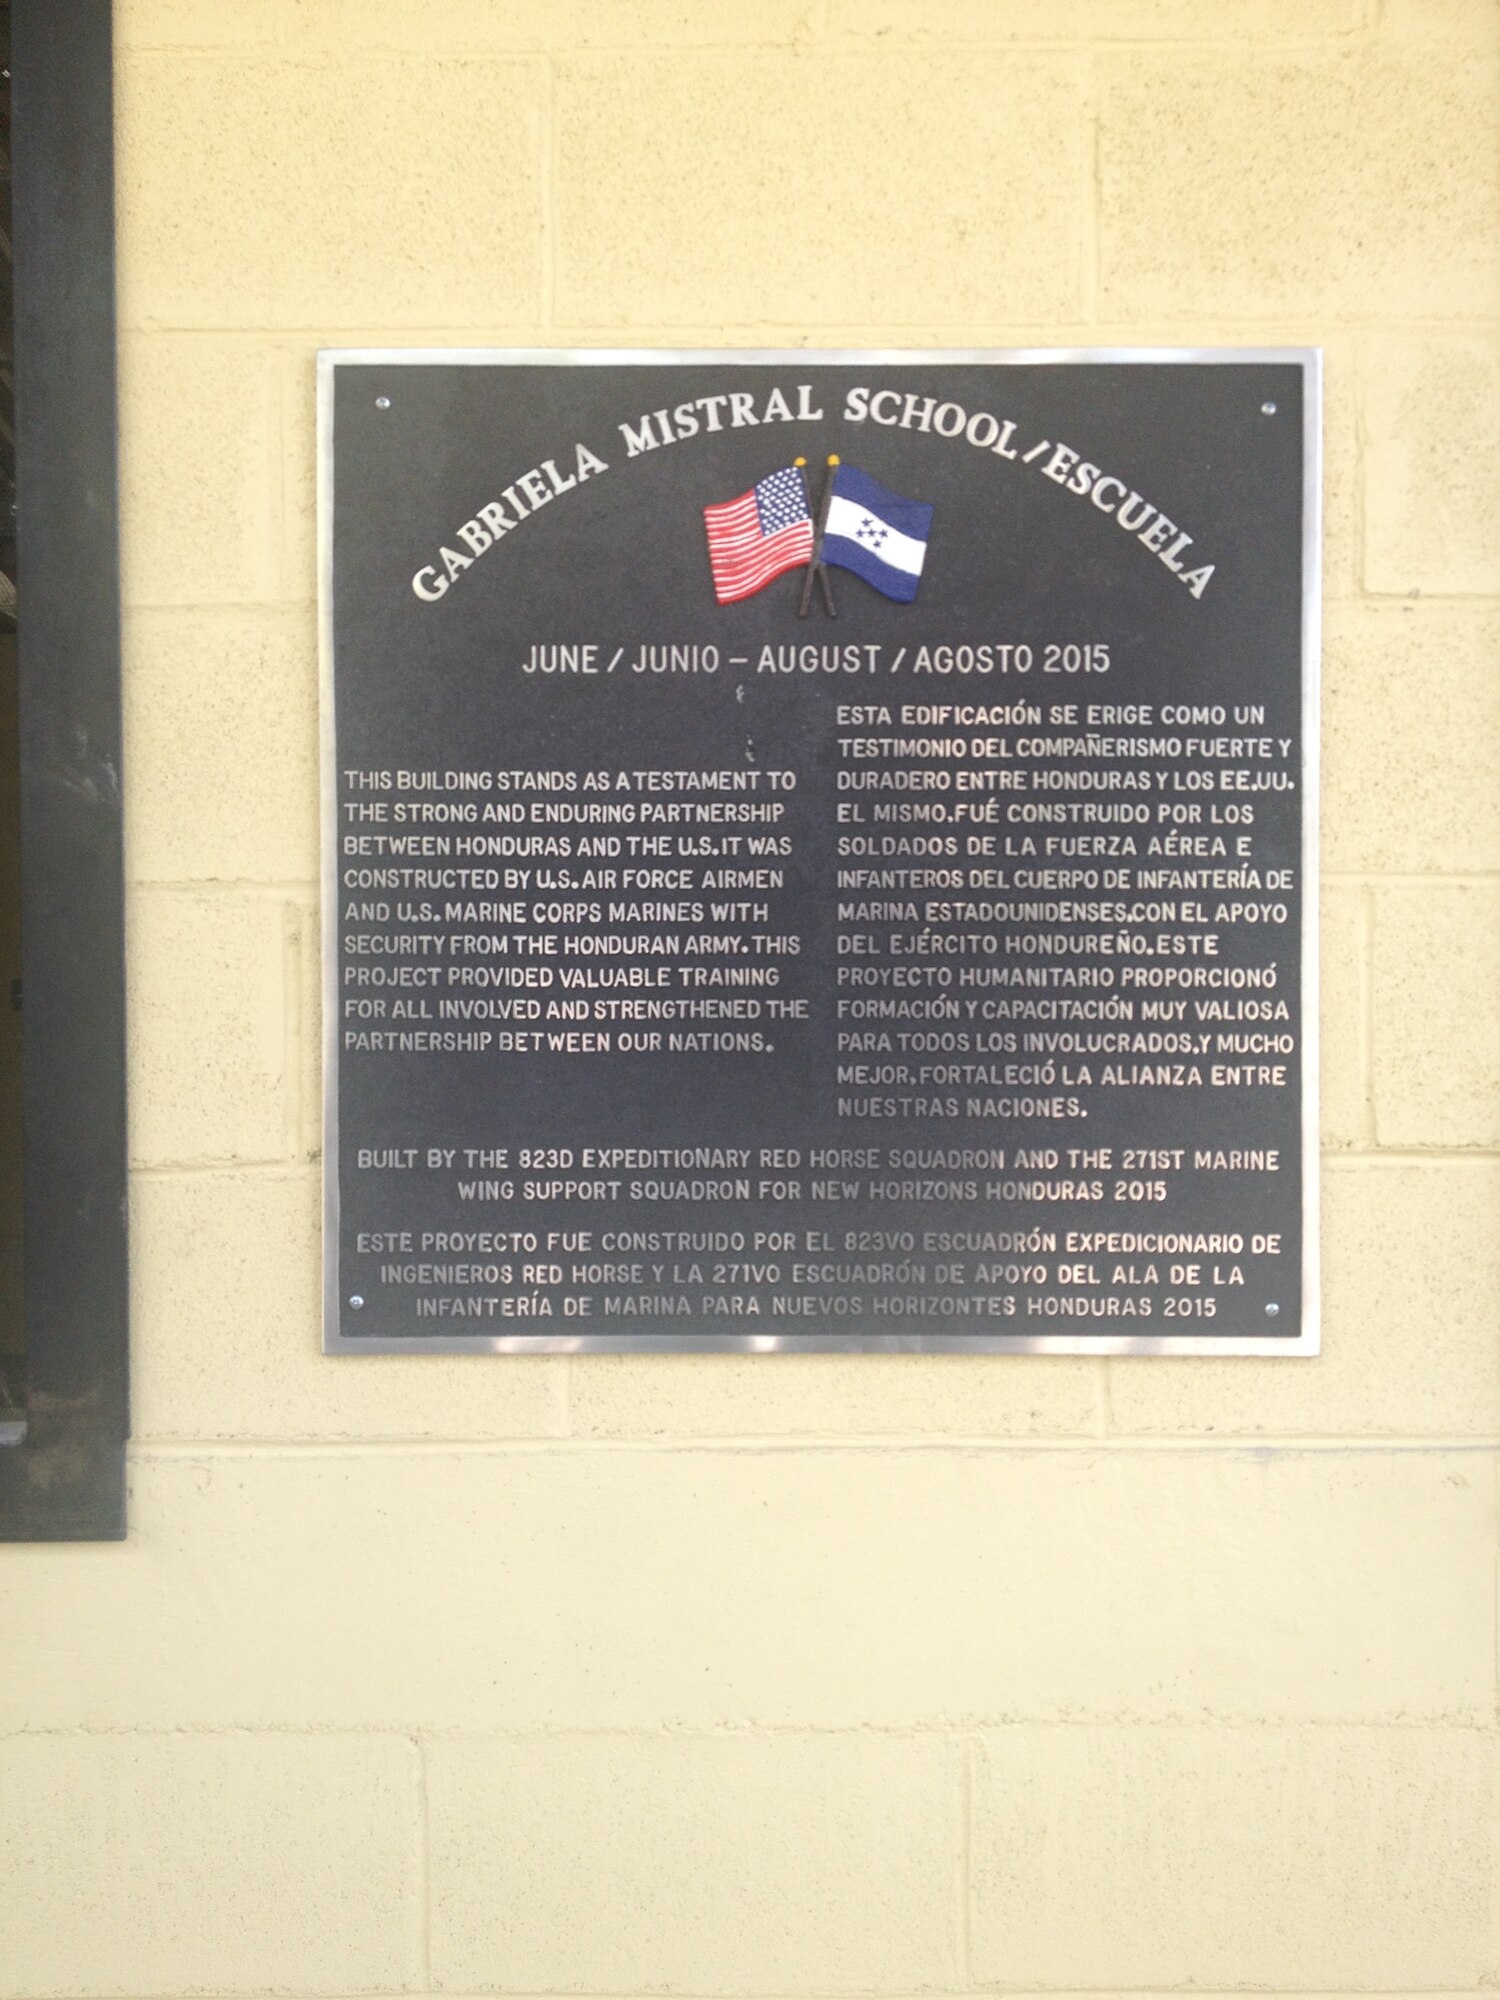 GABRIELA MISTRAL SCHOOL/ESCUELA
JUNE / JUNIO – AUGUST / AGOSTO 2015
THIS BUILDING STANDS AS A TESTAMENT TO
THE STRONG AND ENDURING PARTNERSHIP
BETWEEN HONDURAS AND THE U.S. IT WAS
CONSTRUCTED BY U.S. AIR FORCE AIRMEN
AND U.S. MARINE CORPS MARINES WITH
SECURITY FROM THE HONDURAN ARMY. THIS
PROJECT PROVIDED VALUABLE TRAINING
FOR ALL INVOLVED AND STRENGTHENED THE
PARTNERSHIP BETWEEN OUR NATIONS.
ESTA EDIFICACIÓN SE ERIGE COMO UN
TESTIMONIO DEL COMPAÑERISMO FUERTE Y
DURADERO ENTRE HONDURAS Y LOS EE.UU.
EL MISMO, FUÉ CONSTRUIDO POR LOS
SOLDADOS DE LA FUERZA AÉREA E
INFANTEROS DEL CUERPO DE INFANTERÍA DE
MARINA ESTADOUNIDENSES, CON EL APOYO
DEL EJÉRCITO HONDUREÑO. ESTE
PROYECTO HUMANITARIO PROPORCIONÓ
FORMACIÓN Y CAPACITACIÓN MUY VALIOSA
PARA TODOS LOS INVOLUCRADOS, Y MUCHO
MEJOR, FORTALECIÓ LA ALIANZA ENTRE
NUESTRAS NACIONES.
BUILT BY THE 823D EXPEDITIONARY RED HORSE SQUADRON AND THE 271ST MARINE
WING SUPPORT SQUADRON FOR NEW HORIZONS HONDURAS 2015
ESTE PROYECTO FUE CONSTRUIDO POR EL 823VO ESCUADRÓN EXPEDICIONARIO DE
INGENIEROS RED HORSE Y LA 271VO ESCUADRÓN DE APOYO DEL ALA DE LA
INFANTERÍA DE MARINA PARA NUEVOS HORIZONTES HONDURAS 2015